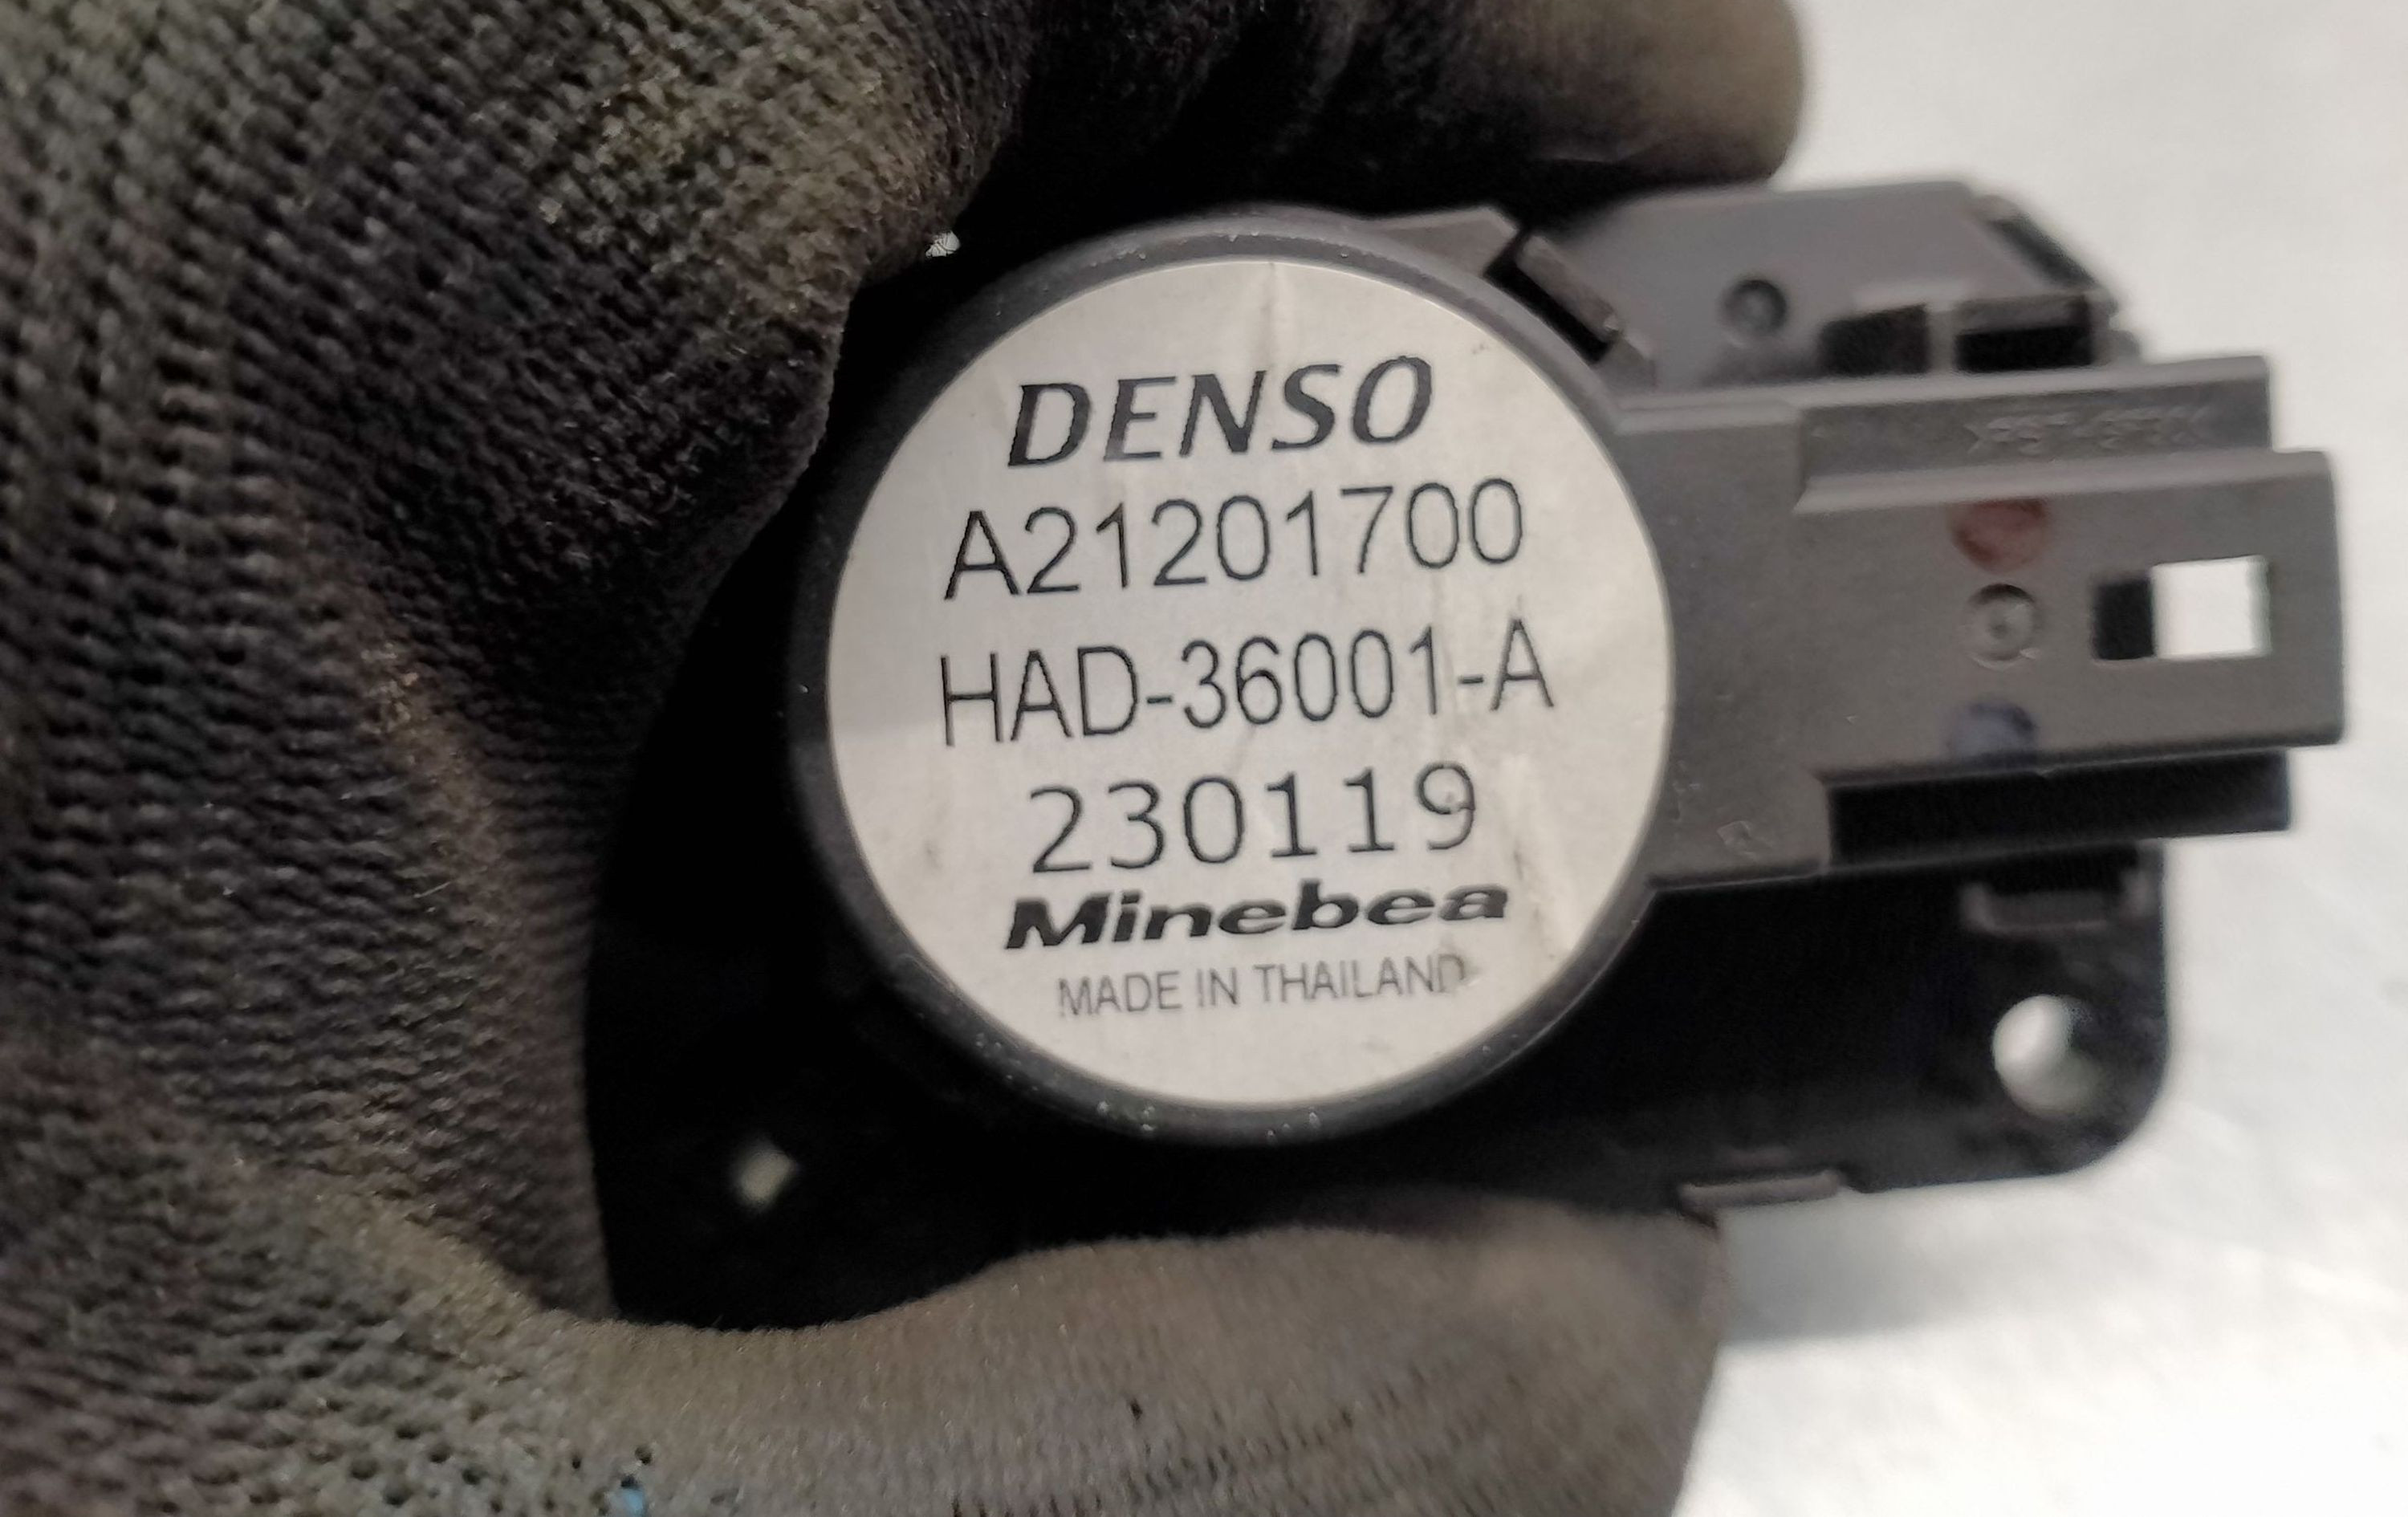 DENSO
A21201700
HAD-36001-A
230119
Minebea
MADE IN THAILAND